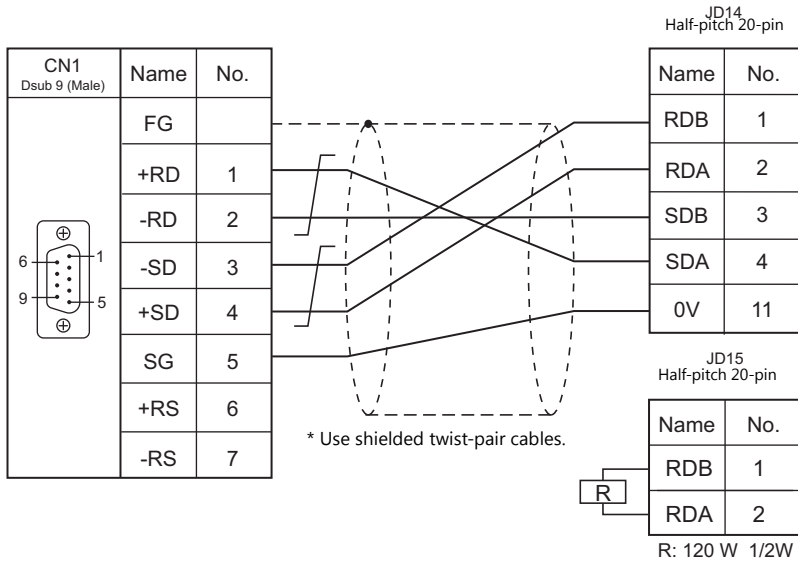 JD14
Half-pitch 20-pin
CN1
Dsub 9 (Male)
Name No.
FG
+RD 1
-RD 2
-SD 3
+SD 4
SG 5
+RS 6
-RS 7
6 1
9 5
Name No.
RDB 1
RDA 2
SDB 3
SDA 4
0V 11
* Use shielded twist-pair cables.
JD15
Half-pitch 20-pin
Name No.
RDB 1
RDA 2
R
R: 120 W 1/2W